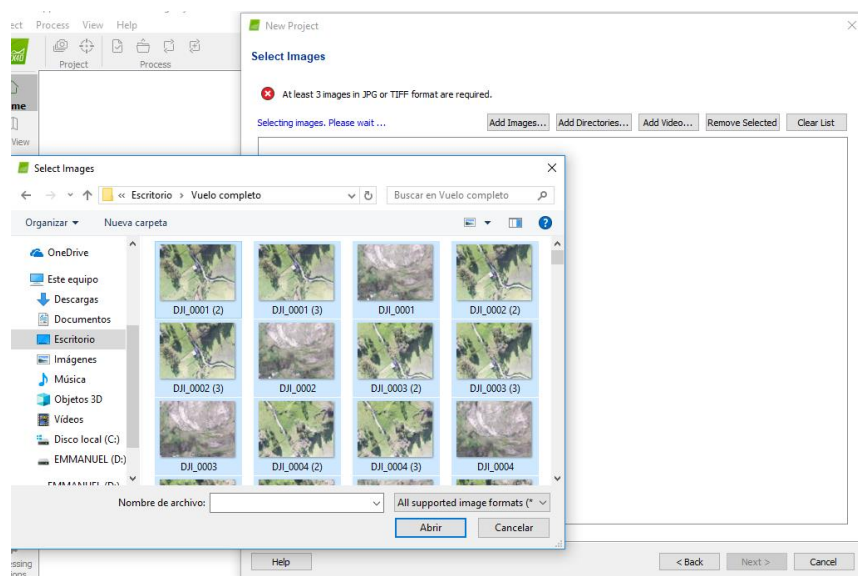 Process View Help
New Project
Project Process
Select Images
At least 3 images in JPG or TIFF format are required.
Selecting images. Please wait ...
Add Images...
Add Directories...
Add Video...
Remove Selected
Clear List
View
Select Images
« Escritorio › Vuelo completo
Buscar en Vuelo completo
Organizar
Nueva carpeta
OneDrive
Este equipo
Descargas
Documentos
Escritorio
Imágenes
Música
Objetos 3D
Vídeos
Disco local (C:)
EMMANUEL (D:)
DJI_0001 (2)
DJI_0001 (3)
DJI_0001
DJI_0002 (2)
DJI_0002 (3)
DJI_0002
DJI_0003 (2)
DJI_0003 (3)
DJI_0003
DJI_0004 (2)
DJI_0004 (3)
DJI_0004
Nombre de archivo:
All supported image formats (*
Abrir
Cancelar
Help
< Back
Next >
Cancel